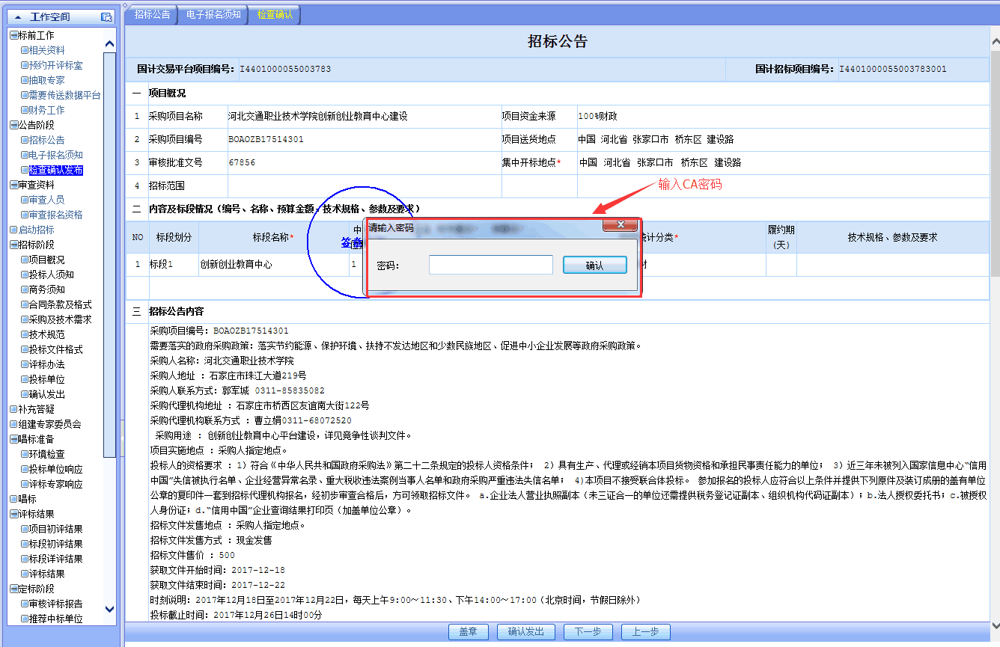 工作空间
标前工作
相关资料
预约开评标室
抽取专家
需要传送数据平台
财务工作
公告阶段
招标公告
电子报名须知
检查确认发布
审查资料
审查人员
审查报名资格
启动招标
招标阶段
项目概况
投标人须知
商务须知
合同条款及格式
采购及技术需求
技术规范
投标文件格式
评标办法
投标单位
确认发出
补充答疑
组建专家委员会
唱标准备
环境检查
投标单位响应
评标专家响应
唱标
评标结果
项目初评结果
标段初评结果
标段详评结果
评标结果
定标阶段
审核评标报告
推荐中标单位
招标公告 电子报名须知 检查确认
招标公告
国计交易平台项目编号： I4401000055003783 国计招标项目编号： I4401000055003783001
一 项目概况
1 采购项目名称 河北交通职业技术学院创新创业教育中心建设 项目资金来源 100%财政
2 采购项目编号 BOAOZB17514301 项目送货地点 中国 河北省 张家口市 桥东区 建设路
3 审核批准文号 67856 集中开标地点* 中国 河北省 张家口市 桥东区 建设路
4 招标范围
输入CA密码
二 内容及标段情况（编号、名称、预算金额、技术规格、参数及要求）
NO 标段划分 标段名称* 中 统计分类* 履约期(天) 技术规格、参数及要求
1 标段1 创新创业教育中心 1
请输入密码
密码： 确认
三 招标公告内容
采购项目编号：BOAOZB17514301
需要落实的政府采购政策：落实节约能源、保护环境、扶持不发达地区和少数民族地区、促进中小企业发展等政府采购政策。
采购人名称：河北交通职业技术学院
采购人地址 ：石家庄市珠江大道219号
采购人联系方式：郭军城 0311-85835082
采购代理机构地址 ：石家庄市桥西区友谊南大街122号
采购代理机构联系方式 ：曹立娟0311-68072520
采购用途 ：创新创业教育中心平台建设，详见竞争性谈判文件。
项目实施地点 ：采购人指定地点。
投标人的资格要求 ：1）符合《中华人民共和国政府采购法》第二十二条规定的投标人资格条件； 2）具有生产、代理或经销本项目货物资格和承担民事责任能力的单位； 3）近三年未被列入国家信息中心“信用
中国”失信被执行名单、企业经营异常名录、重大税收违法案例当事人名单和政府采购严重违法失信名单； 4)本项目不接受联合体投标。 参加报名的投标人应符合以上条件并提供下列原件及装订成册的盖有单位
公章的复印件一套到招标代理机构报名，经初步审查合格后，方可领取招标文件。 a.企业法人营业执照副本（未三证合一的单位还需提供税务登记证副本、组织机构代码证副本）；b.法人授权委托书；c.被授权
人身份证；d.“信用中国”企业查询结果打印页（加盖单位公章）。
招标文件发售地点 ：采购人指定地点。
招标文件发售方式 ：现金发售
招标文件售价 ：500
获取文件开始时间：2017-12-18
获取文件结束时间：2017-12-22
时刻说明：2017年12月18日至2017年12月22日，每天上午9:00～11:30、下午14:00～17:00（北京时间，节假日除外）
投标截止时间：2017年12月26日14时00分
盖章 确认发出 下一步 上一步